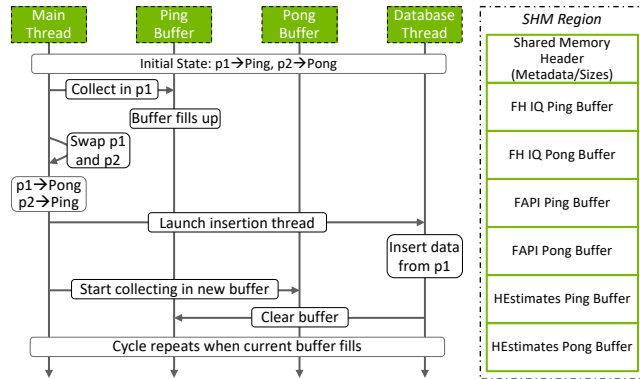 Main
Thread
Ping
Buffer
Pong
Buffer
Database
Thread
Initial State: p1→Ping, p2→Pong
Collect in p1
Buffer fills up
Swap p1
and p2
p1→Pong
p2→Ping
Launch insertion thread
Insert data
from p1
Start collecting in new buffer
Clear buffer
Cycle repeats when current buffer fills
SHM Region
Shared Memory
Header
(Metadata/Sizes)
FH IQ Ping Buffer
FH IQ Pong Buffer
FAPI Ping Buffer
FAPI Pong Buffer
HEstimates Ping Buffer
HEstimates Pong Buffer